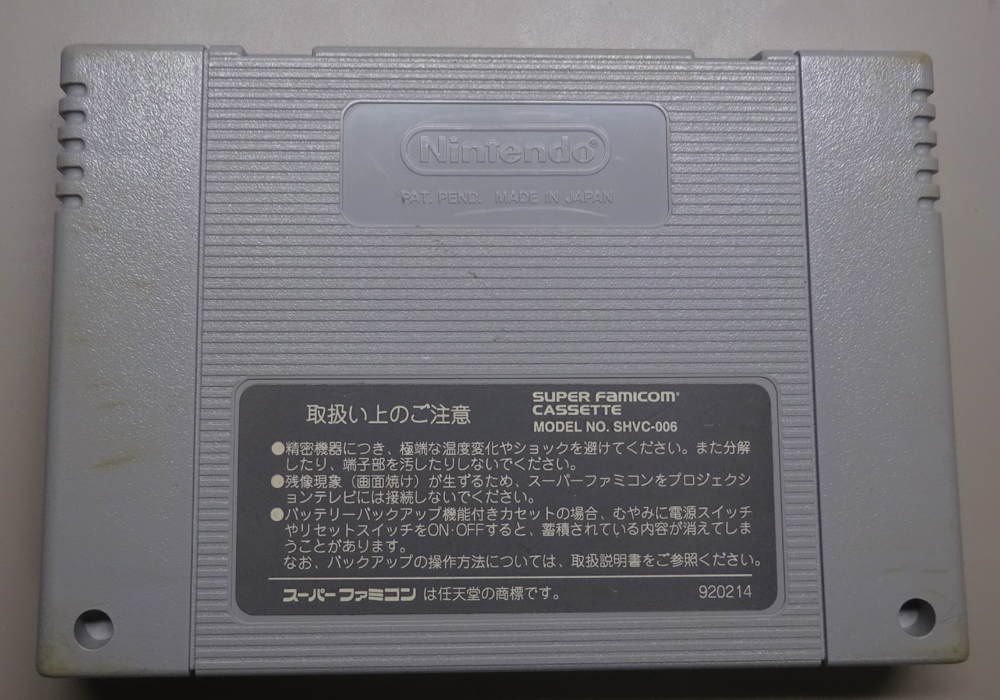 Nintendo®
PAT. PEND. MADE IN JAPAN
取扱い上のご注意
SUPER FAMICOM®
CASSETTE
MODEL NO. SHVC-006
●精密機器につき、極端な温度変化やショックを避けてください。また分解
したり、端子部を汚したりしないでください。
●残像現象（画面焼け）が生ずるため、スーパーファミコンをプロジェクシ
ョンテレビには接続しないでください。
●バッテリーバックアップ機能付きカセットの場合、むやみに電源スイッチ
やリセットスイッチをON·OFFすると、蓄積されている内容が消えてしま
うことがあります。
なお、バックアップの操作方法については、取扱説明書をご参照ください。
スーパーファミコン は任天堂の商標です。
920214